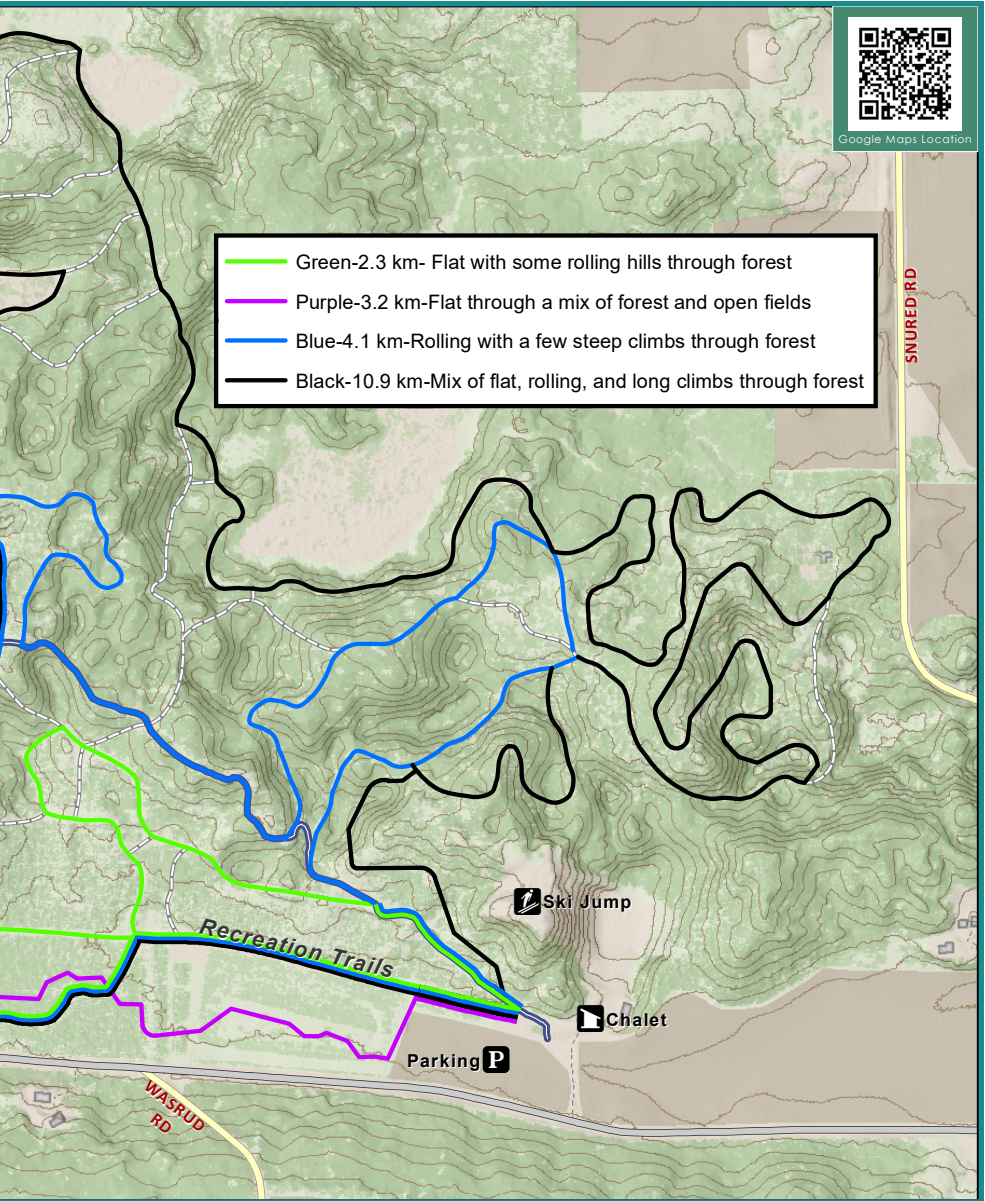 Google Maps Location
Green-2.3 km- Flat with some rolling hills through forest
Purple-3.2 km-Flat through a mix of forest and open fields
Blue-4.1 km-Rolling with a few steep climbs through forest
Black-10.9 km-Mix of flat, rolling, and long climbs through forest
SNURED RD
Ski Jump
Recreation Trails
Chalet
Parking P
WASRUD
RD